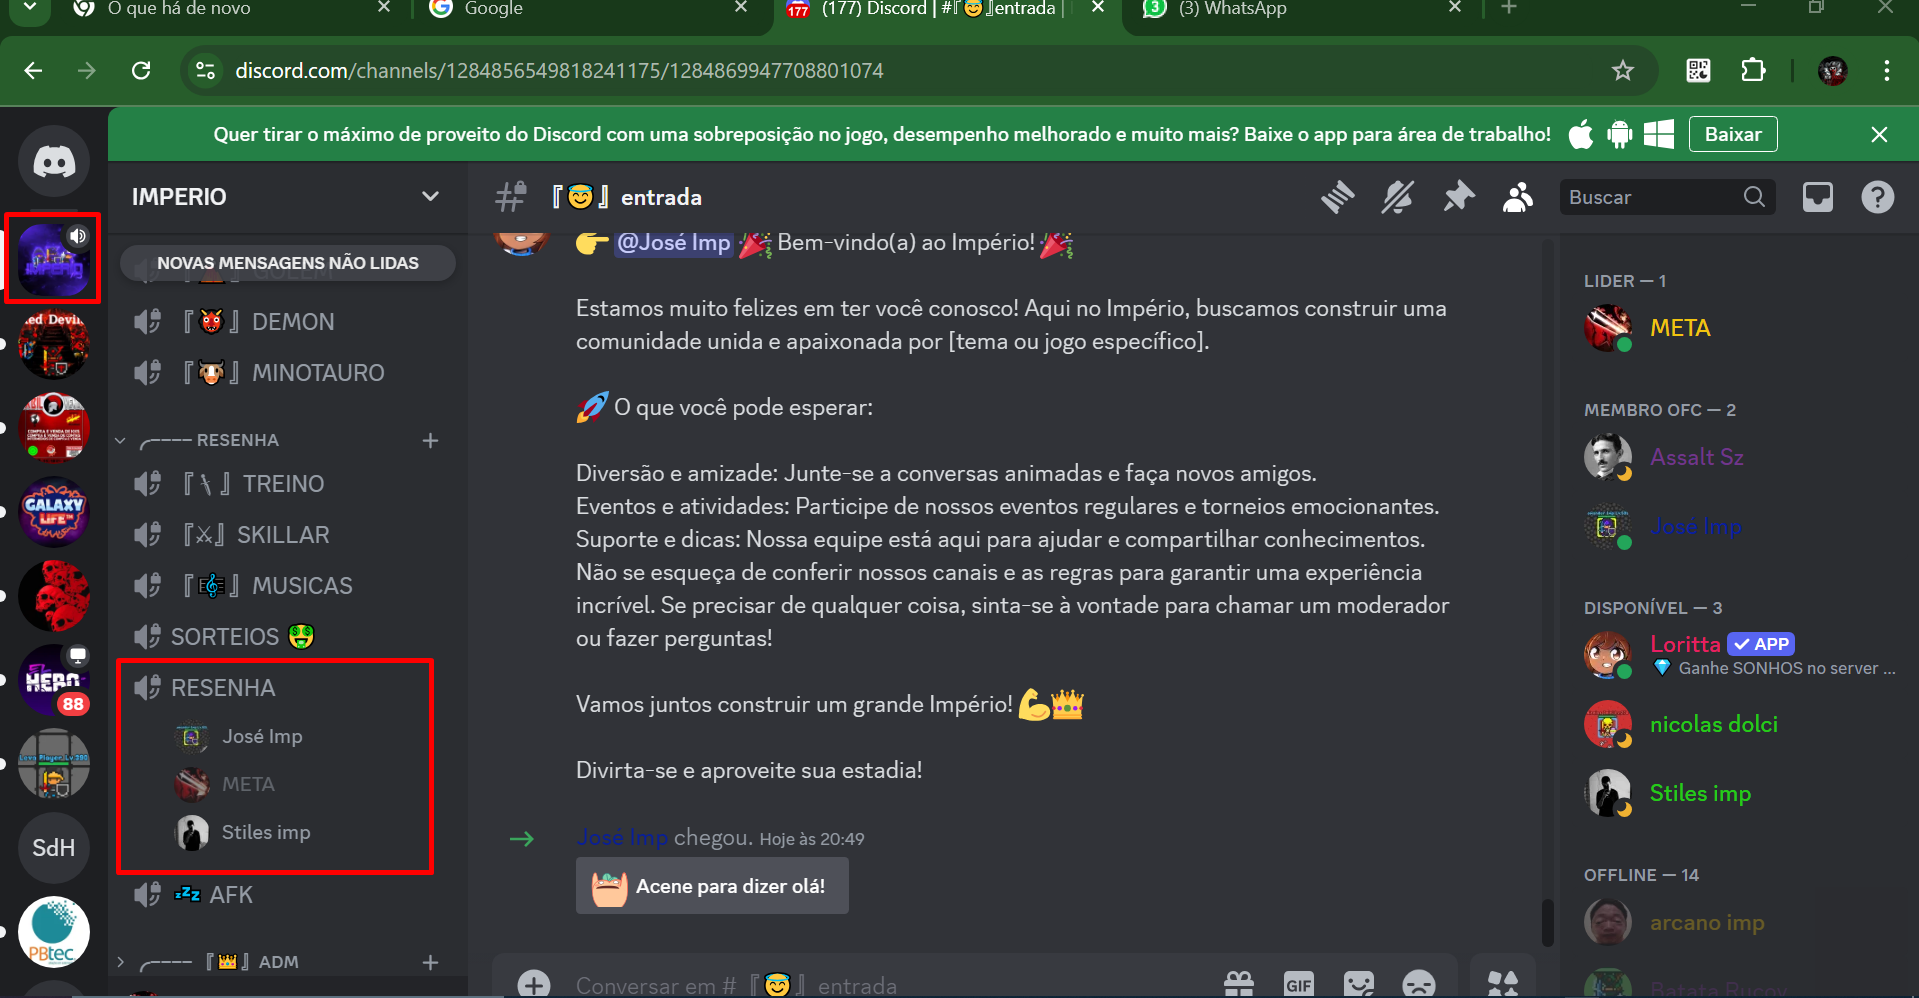 O que há de novo
Google
177
(177) Discord | #『😇』entrada |
3
(3) WhatsApp
discord.com/channels/1284856549818241175/1284869947708801074
Quer tirar o máximo de proveito do Discord com uma sobreposição no jogo, desempenho melhorado e muito mais? Baixe o app para área de trabalho!
Baixar
IMPERIO
『😇』 entrada
Buscar
NOVAS MENSAGENS NÃO LIDAS
『👹』 DEMON
『🐮』 MINOTAURO
╭---- RESENHA
『🗡』 TREINO
『⚔』 SKILLAR
『🎼』 MUSICAS
SORTEIOS 🤑
RESENHA
José Imp
META
Stiles imp
💤 AFK
╭---- 『👑』 ADM
GALAXY
LIFE
HERO
88
SdH
PBtec
👉 @José Imp 🎉 Bem-vindo(a) ao Império! 🎉
Estamos muito felizes em ter você conosco! Aqui no Império, buscamos construir uma
comunidade unida e apaixonada por [tema ou jogo específico].
🚀 O que você pode esperar:
Diversão e amizade: Junte-se a conversas animadas e faça novos amigos.
Eventos e atividades: Participe de nossos eventos regulares e torneios emocionantes.
Suporte e dicas: Nossa equipe está aqui para ajudar e compartilhar conhecimentos.
Não se esqueça de conferir nossos canais e as regras para garantir uma experiência
incrível. Se precisar de qualquer coisa, sinta-se à vontade para chamar um moderador
ou fazer perguntas!
Vamos juntos construir um grande Império! 💪👑
Divirta-se e aproveite sua estadia!
José Imp chegou. Hoje às 20:49
Acene para dizer olá!
Conversar em # 『😇』 entrada
GIF
LIDER — 1
META
MEMBRO OFC — 2
Assalt Sz
José Imp
DISPONÍVEL — 3
Loritta ✓ APP
💎 Ganhe SONHOS no server ...
nicolas dolci
Stiles imp
OFFLINE — 14
arcano imp
Batata Rucoy